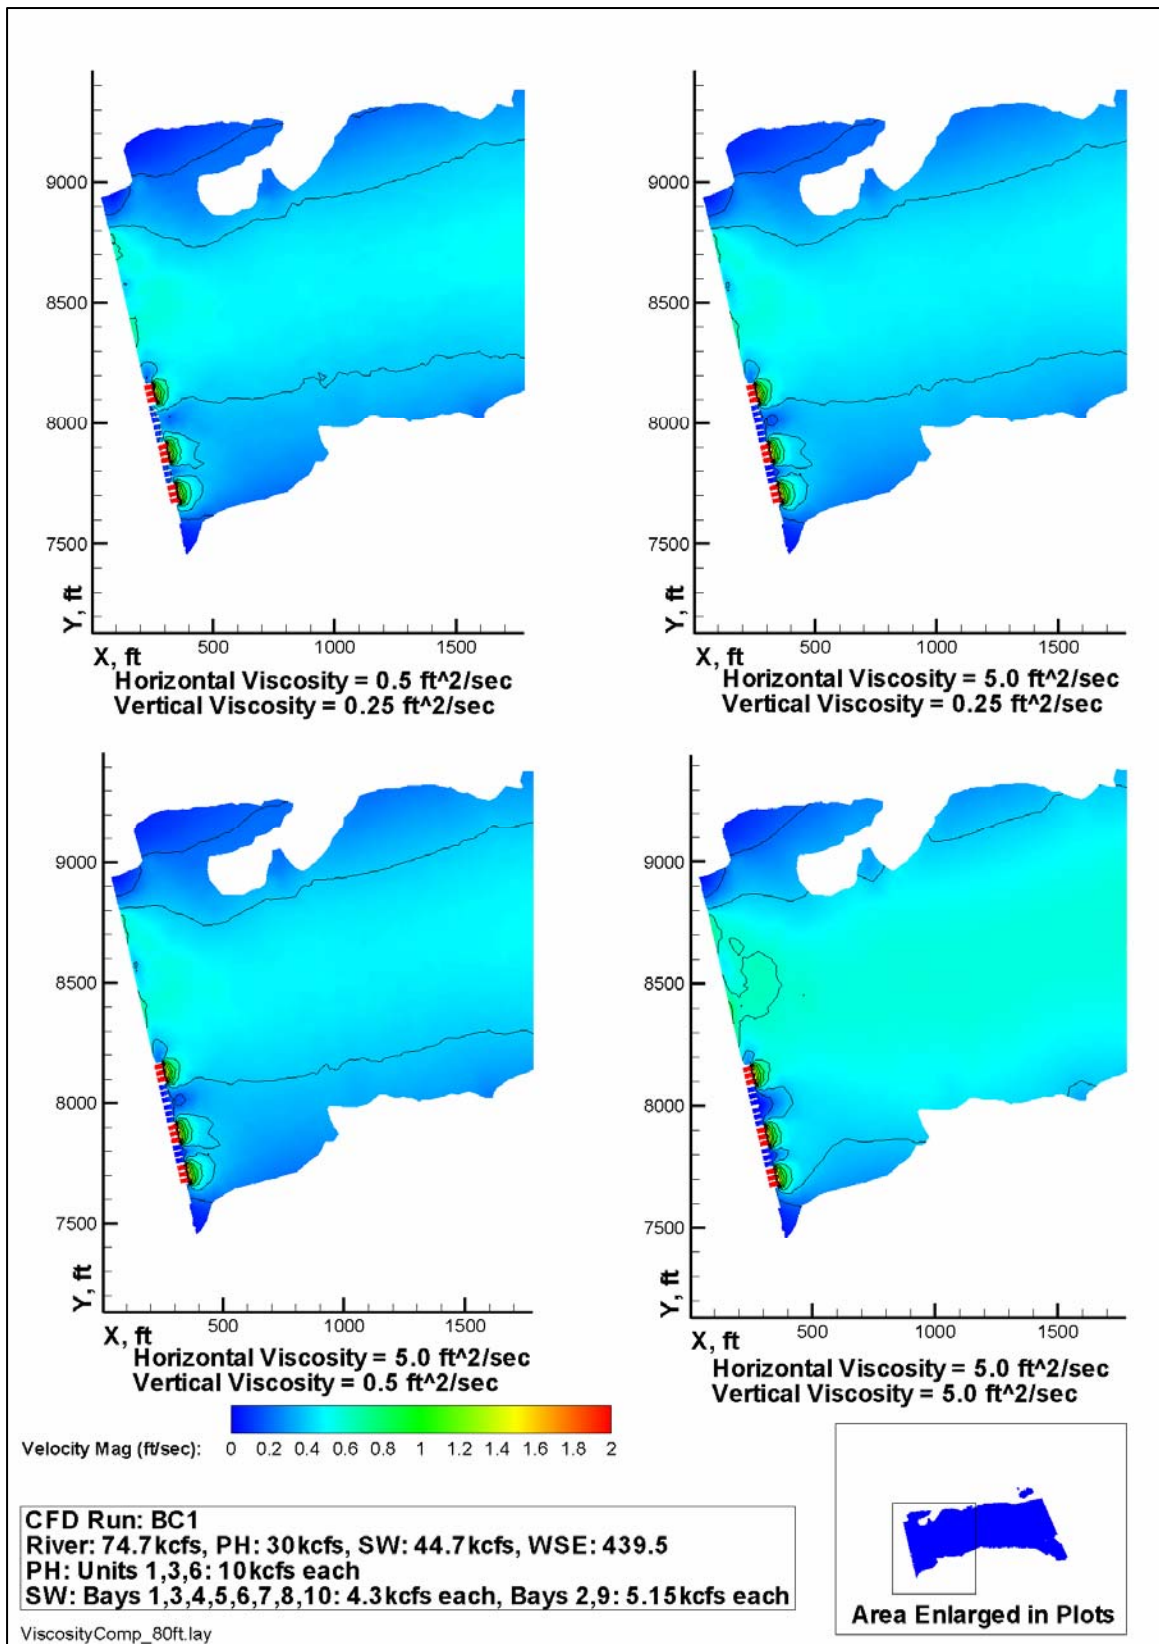 9000
8500
8000
7500
Y, ft
500
1000
1500
X, ft
Horizontal Viscosity = 0.5 ft^2/sec
Vertical Viscosity = 0.25 ft^2/sec
9000
8500
8000
7500
Y, ft
500
1000
1500
X, ft
Horizontal Viscosity = 5.0 ft^2/sec
Vertical Viscosity = 0.25 ft^2/sec
9000
8500
8000
7500
Y, ft
500
1000
1500
X, ft
Horizontal Viscosity = 5.0 ft^2/sec
Vertical Viscosity = 0.5 ft^2/sec
9000
8500
8000
7500
Y, ft
500
1000
1500
X, ft
Horizontal Viscosity = 5.0 ft^2/sec
Vertical Viscosity = 5.0 ft^2/sec
Velocity Mag (ft/sec): 0 0.2 0.4 0.6 0.8 1 1.2 1.4 1.6 1.8 2
CFD Run: BC1
River: 74.7kcfs, PH: 30kcfs, SW: 44.7kcfs, WSE: 439.5
PH: Units 1,3,6: 10kcfs each
SW: Bays 1,3,4,5,6,7,8,10: 4.3kcfs each, Bays 2,9: 5.15kcfs each
Area Enlarged in Plots
ViscosityComp_80ft.lay